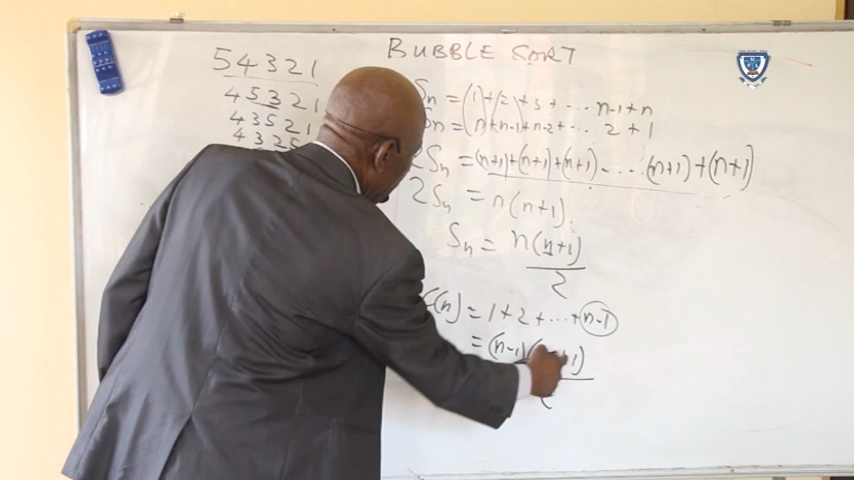 BUBBLE SORT
5 4 3 2 1
4 5 3 2 1
4 3 5 2 1
4 3 2 5
Sn = (1) + (2) + 3 + ... n-1 + n
Sn = (n + n-1 + n-2 + ... 2 + 1
2Sn = (n+1) + (n+1) + (n+1) - ... (n+1) + (n+1)
2Sn = n(n+1).
Sn = n(n+1)
2
C(n) = 1 + 2 + ... + n-1
= (n-1)( +1)